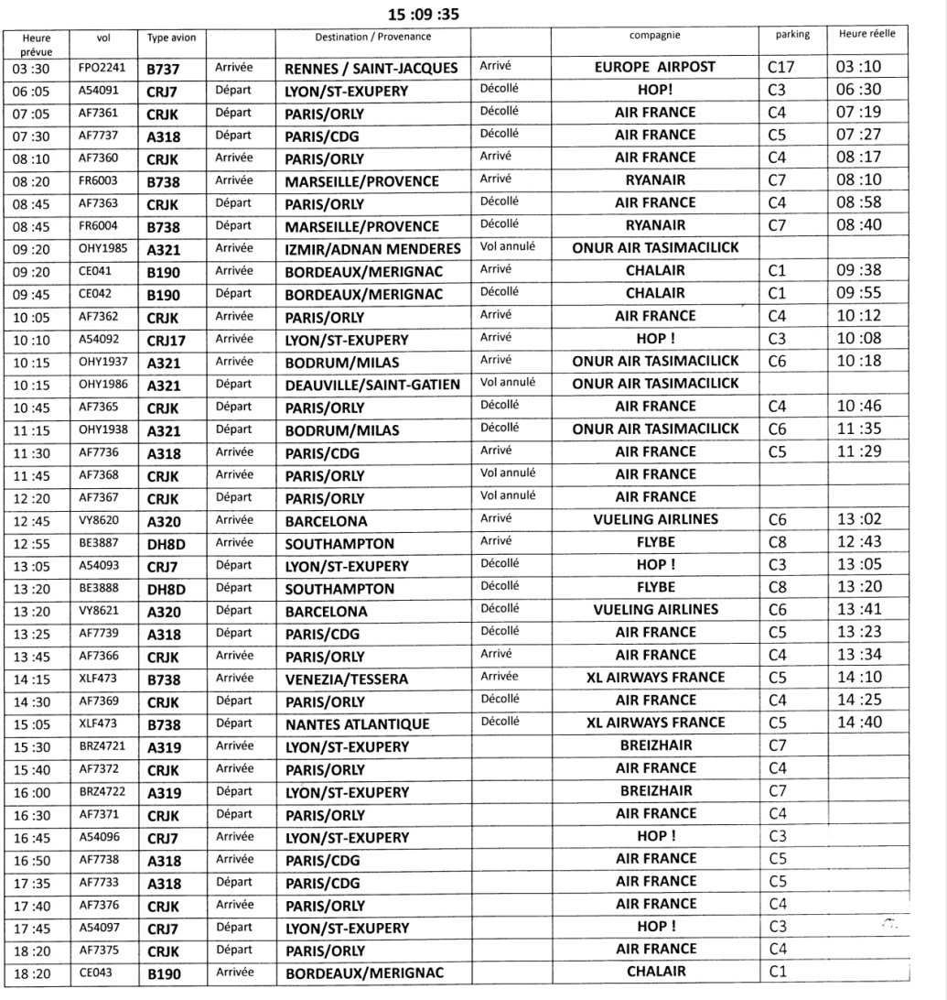 15 :09 :35
Heure prévue vol Type avion Destination / Provenance compagnie parking Heure réelle
03 :30 FPO2241 B737 Arrivée RENNES / SAINT-JACQUES Arrivé EUROPE AIRPOST C17 03 :10
06 :05 A54091 CRJ7 Départ LYON/ST-EXUPERY Décollé HOP! C3 06 :30
07 :05 AF7361 CRJK Départ PARIS/ORLY Décollé AIR FRANCE C4 07 :19
07 :30 AF7737 A318 Départ PARIS/CDG Décollé AIR FRANCE C5 07 :27
08 :10 AF7360 CRJK Arrivée PARIS/ORLY Arrivé AIR FRANCE C4 08 :17
08 :20 FR6003 B738 Arrivée MARSEILLE/PROVENCE Arrivé RYANAIR C7 08 :10
08 :45 AF7363 CRJK Départ PARIS/ORLY Décollé AIR FRANCE C4 08 :58
08 :45 FR6004 B738 Départ MARSEILLE/PROVENCE Décollé RYANAIR C7 08 :40
09 :20 OHY1985 A321 Arrivée IZMIR/ADNAN MENDERES Vol annulé ONUR AIR TASIMACILICK
09 :20 CE041 B190 Arrivée BORDEAUX/MERIGNAC Arrivé CHALAIR C1 09 :38
09 :45 CE042 B190 Départ BORDEAUX/MERIGNAC Décollé CHALAIR C1 09 :55
10 :05 AF7362 CRJK Arrivée PARIS/ORLY Arrivé AIR FRANCE C4 10 :12
10 :10 A54092 CRJ17 Arrivée LYON/ST-EXUPERY Arrivé HOP ! C3 10 :08
10 :15 OHY1937 A321 Arrivée BODRUM/MILAS Arrivé ONUR AIR TASIMACILICK C6 10 :18
10 :15 OHY1986 A321 Départ DEAUVILLE/SAINT-GATIEN Vol annulé ONUR AIR TASIMACILICK
10 :45 AF7365 CRJK Départ PARIS/ORLY Décollé AIR FRANCE C4 10 :46
11 :15 OHY1938 A321 Départ BODRUM/MILAS Décollé ONUR AIR TASIMACILICK C6 11 :35
11 :30 AF7736 A318 Arrivée PARIS/CDG Arrivé AIR FRANCE C5 11 :29
11 :45 AF7368 CRJK Arrivée PARIS/ORLY Vol annulé AIR FRANCE
12 :20 AF7367 CRJK Départ PARIS/ORLY Vol annulé AIR FRANCE
12 :45 VY8620 A320 Arrivée BARCELONA Arrivé VUELING AIRLINES C6 13 :02
12 :55 BE3887 DH8D Arrivée SOUTHAMPTON Arrivé FLYBE C8 12 :43
13 :05 A54093 CRJ7 Départ LYON/ST-EXUPERY Décollé HOP ! C3 13 :05
13 :20 BE3888 DH8D Départ SOUTHAMPTON Décollé FLYBE C8 13 :20
13 :20 VY8621 A320 Départ BARCELONA Décollé VUELING AIRLINES C6 13 :41
13 :25 AF7739 A318 Départ PARIS/CDG Décollé AIR FRANCE C5 13 :23
13 :45 AF7366 CRJK Arrivée PARIS/ORLY Arrivé AIR FRANCE C4 13 :34
14 :15 XLF473 B738 Arrivée VENEZIA/TESSERA Arrivée XL AIRWAYS FRANCE C5 14 :10
14 :30 AF7369 CRJK Départ PARIS/ORLY Décollé AIR FRANCE C4 14 :25
15 :05 XLF473 B738 Départ NANTES ATLANTIQUE Décollé XL AIRWAYS FRANCE C5 14 :40
15 :30 BRZ4721 A319 Arrivée LYON/ST-EXUPERY BREIZHAIR C7
15 :40 AF7372 CRJK Arrivée PARIS/ORLY AIR FRANCE C4
16 :00 BRZ4722 A319 Départ LYON/ST-EXUPERY BREIZHAIR C7
16 :30 AF7371 CRJK Départ PARIS/ORLY AIR FRANCE C4
16 :45 A54096 CRJ7 Arrivée LYON/ST-EXUPERY HOP ! C3
16 :50 AF7738 A318 Arrivée PARIS/CDG AIR FRANCE C5
17 :35 AF7733 A318 Départ PARIS/CDG AIR FRANCE C5
17 :40 AF7376 CRJK Arrivée PARIS/ORLY AIR FRANCE C4
17 :45 A54097 CRJ7 Départ LYON/ST-EXUPERY HOP ! C3
18 :20 AF7375 CRJK Départ PARIS/ORLY AIR FRANCE C4
18 :20 CE043 B190 Arrivée BORDEAUX/MERIGNAC CHALAIR C1